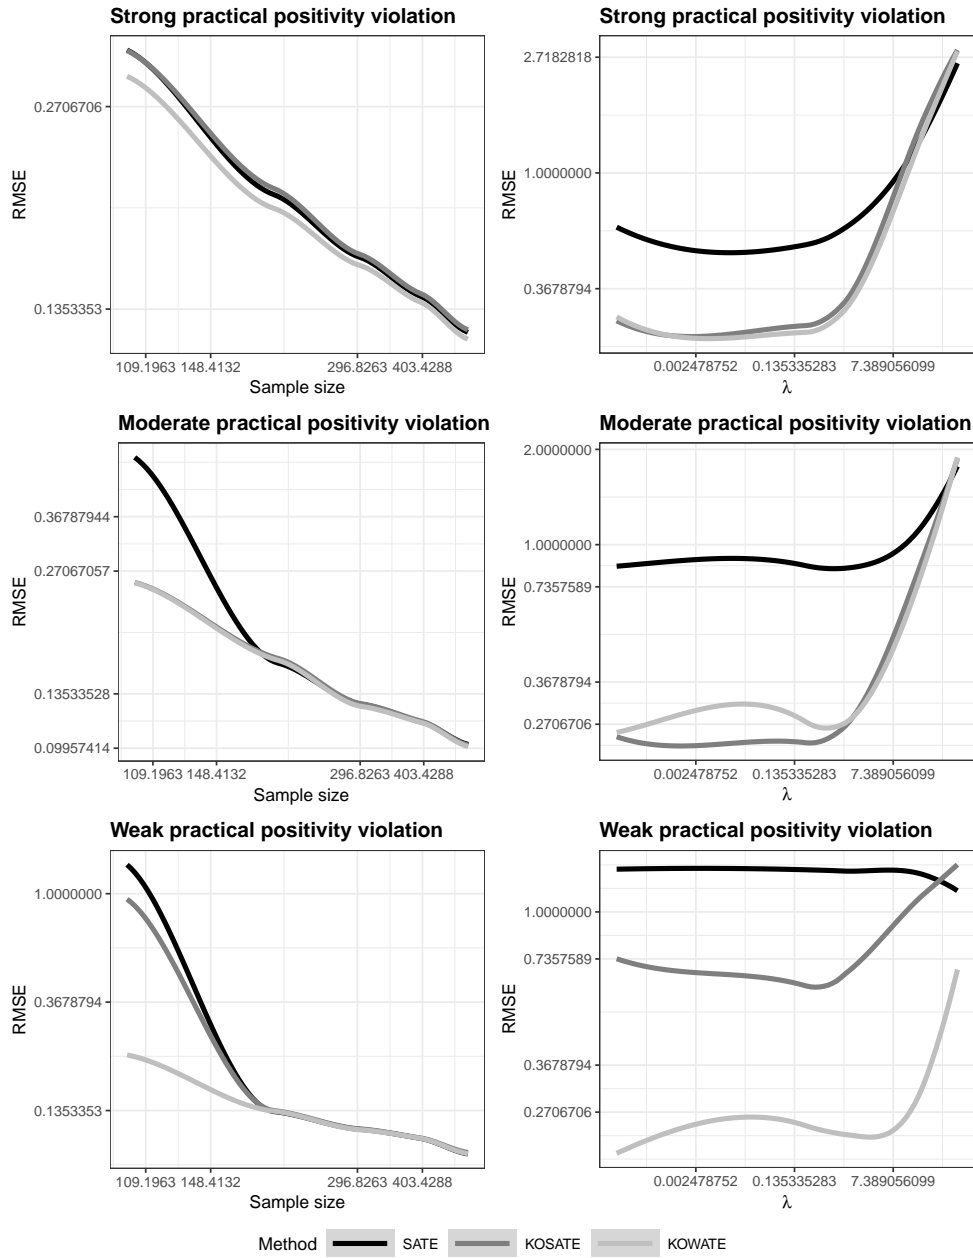 Strong practical positivity violation
RMSE
0.2706706
0.1353353
109.1963 148.4132 296.8263 403.4288
Sample size
Strong practical positivity violation
RMSE
2.7182818
1.0000000
0.3678794
0.002478752 0.135335283 7.389056099
λ
Moderate practical positivity violation
RMSE
0.36787944
0.27067057
0.13533528
0.09957414
109.1963 148.4132 296.8263 403.4288
Sample size
Moderate practical positivity violation
RMSE
2.0000000
1.0000000
0.7357589
0.3678794
0.2706706
0.002478752 0.135335283 7.389056099
λ
Weak practical positivity violation
RMSE
1.0000000
0.3678794
0.1353353
109.1963 148.4132 296.8263 403.4288
Sample size
Weak practical positivity violation
RMSE
1.0000000
0.7357589
0.3678794
0.2706706
0.002478752 0.135335283 7.389056099
λ
Method SATE KOSATE KOWATE